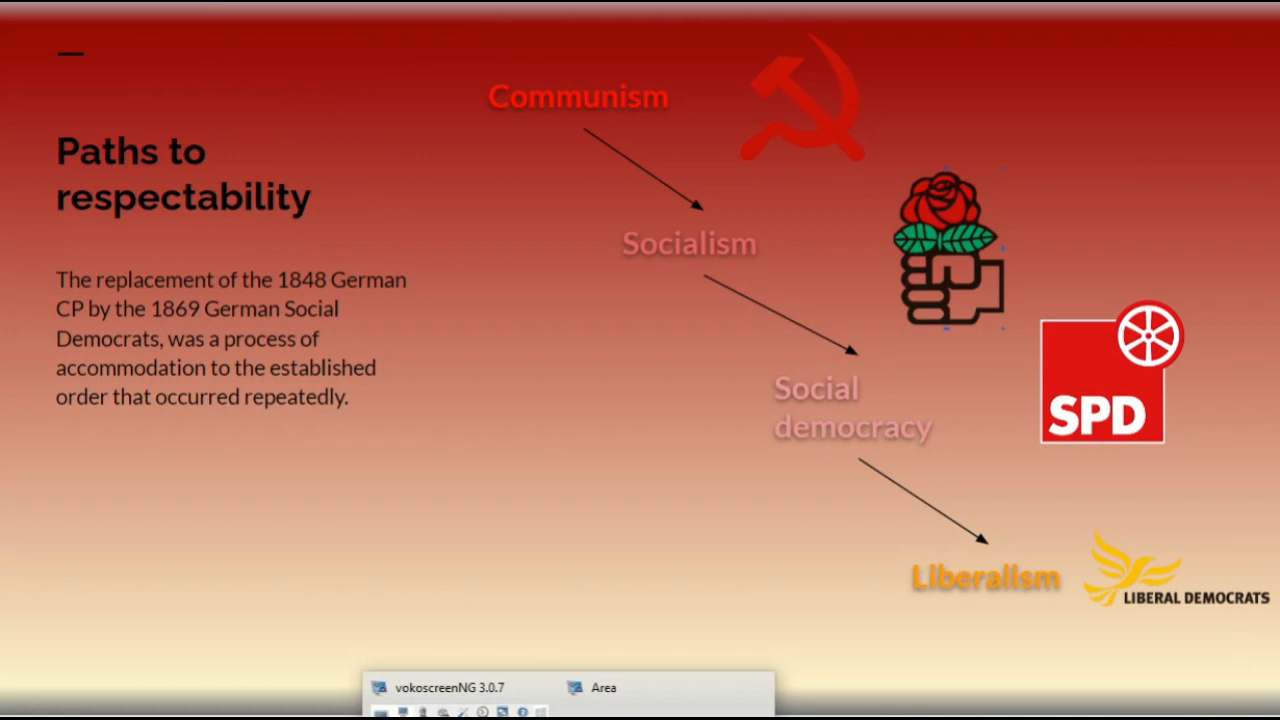 Paths to
respectability
The replacement of the 1848 German
CP by the 1869 German Social
Democrats, was a process of
accommodation to the established
order that occurred repeatedly.
Communism
Socialism
Social
democracy
SPD
Liberalism
LIBERAL DEMOCRATS
vokoscreenNG 3.0.7
Area